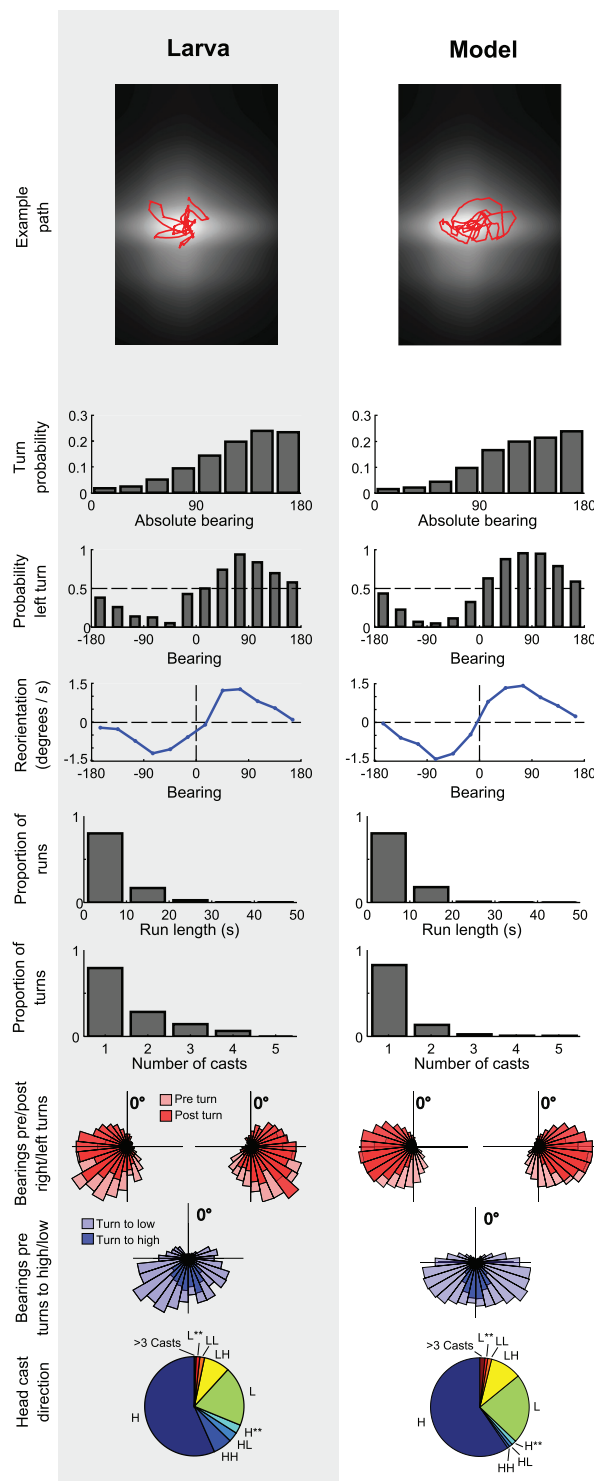 Larva
Model
Example
path
Turn
probability
0.3
0.2
0.1
0
0
90
180
Absolute bearing
0.3
0.2
0.1
0
0
90
180
Absolute bearing
Probability
left turn
1
0.5
0
-180
-90
0
90
180
Bearing
1
0.5
0
-180
-90
0
90
180
Bearing
Reorientation
(degrees / s)
1.5
0
-1.5
-180
-90
0
90
180
Bearing
1.5
0
-1.5
-180
-90
0
90
180
Bearing
Proportion of
runs
1
0
0
10
20
30
40
50
Run length (s)
1
0
0
10
20
30
40
50
Run length (s)
Proportion of
turns
1
0
1
2
3
4
5
Number of casts
1
0
1
2
3
4
5
Number of casts
Bearings pre/post
right/left turns
0°
Pre turn
Post turn
0°
0°
0°
Bearings pre
turns to high/low
Turn to low
Turn to high
0°
0°
Head cast
direction
>3 Casts
L**
LL
LH
L
H**
HL
HH
H
>3 Casts
L**
LL
LH
L
H**
HL
HH
H